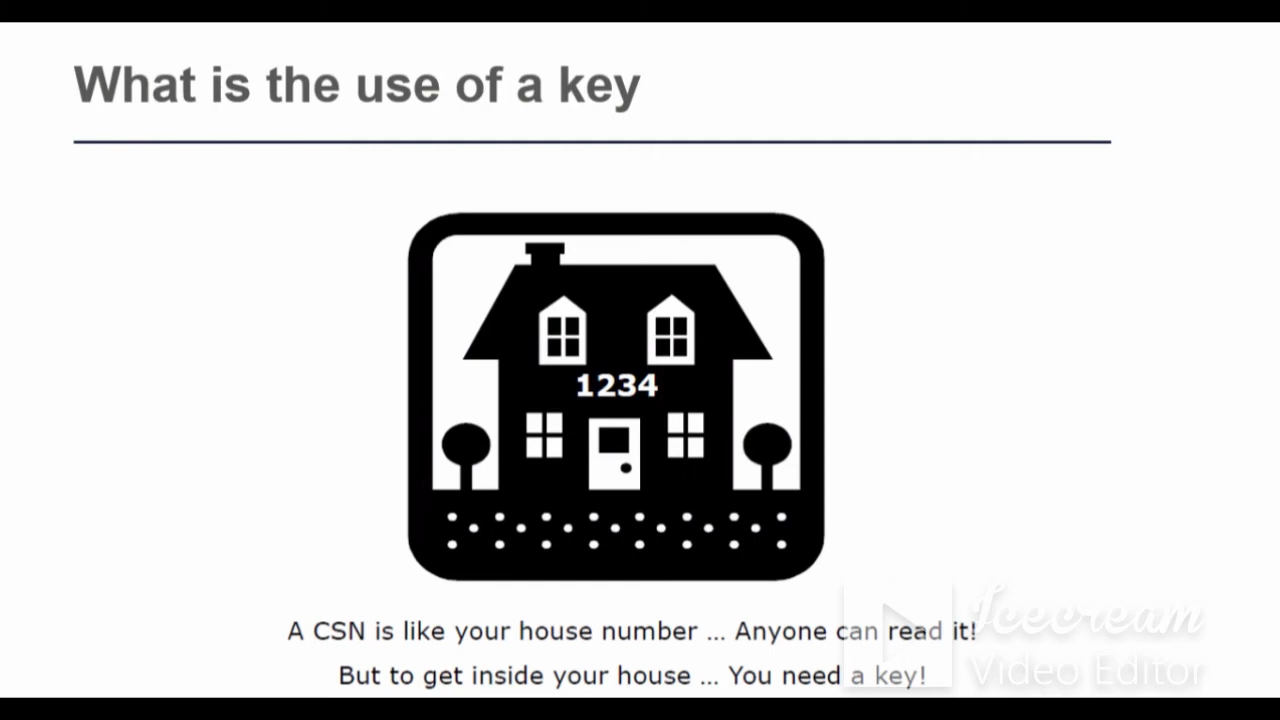 What is the use of a key
1234
A CSN is like your house number ... Anyone can read it!
But to get inside your house ... You need a key!
Icecream
Video Editor